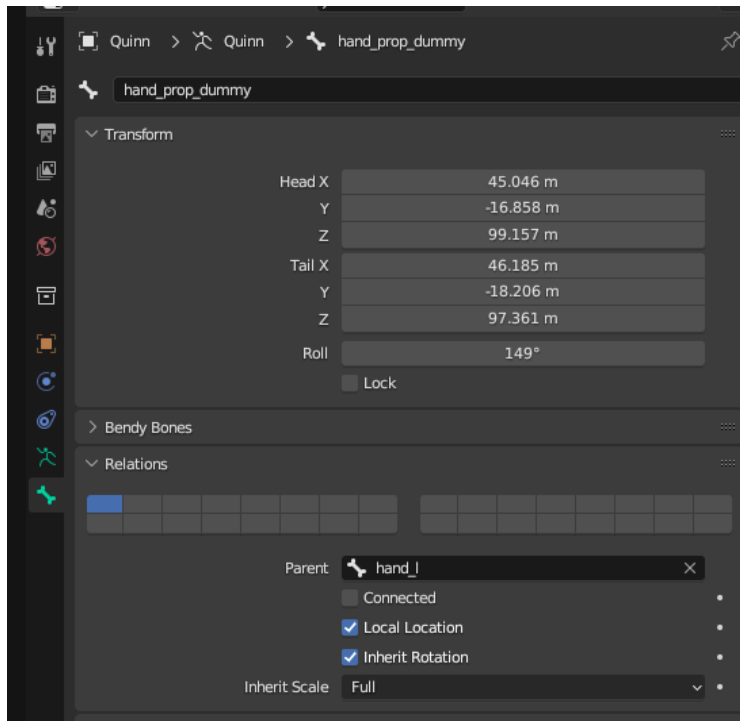 Quinn > Quinn > hand_prop_dummy
hand_prop_dummy
Transform
Head X 45.046 m
Y -16.858 m
Z 99.157 m
Tail X 46.185 m
Y -18.206 m
Z 97.361 m
Roll 149°
Lock
Bendy Bones
Relations
Parent hand_l
Connected
Local Location
Inherit Rotation
Inherit Scale Full